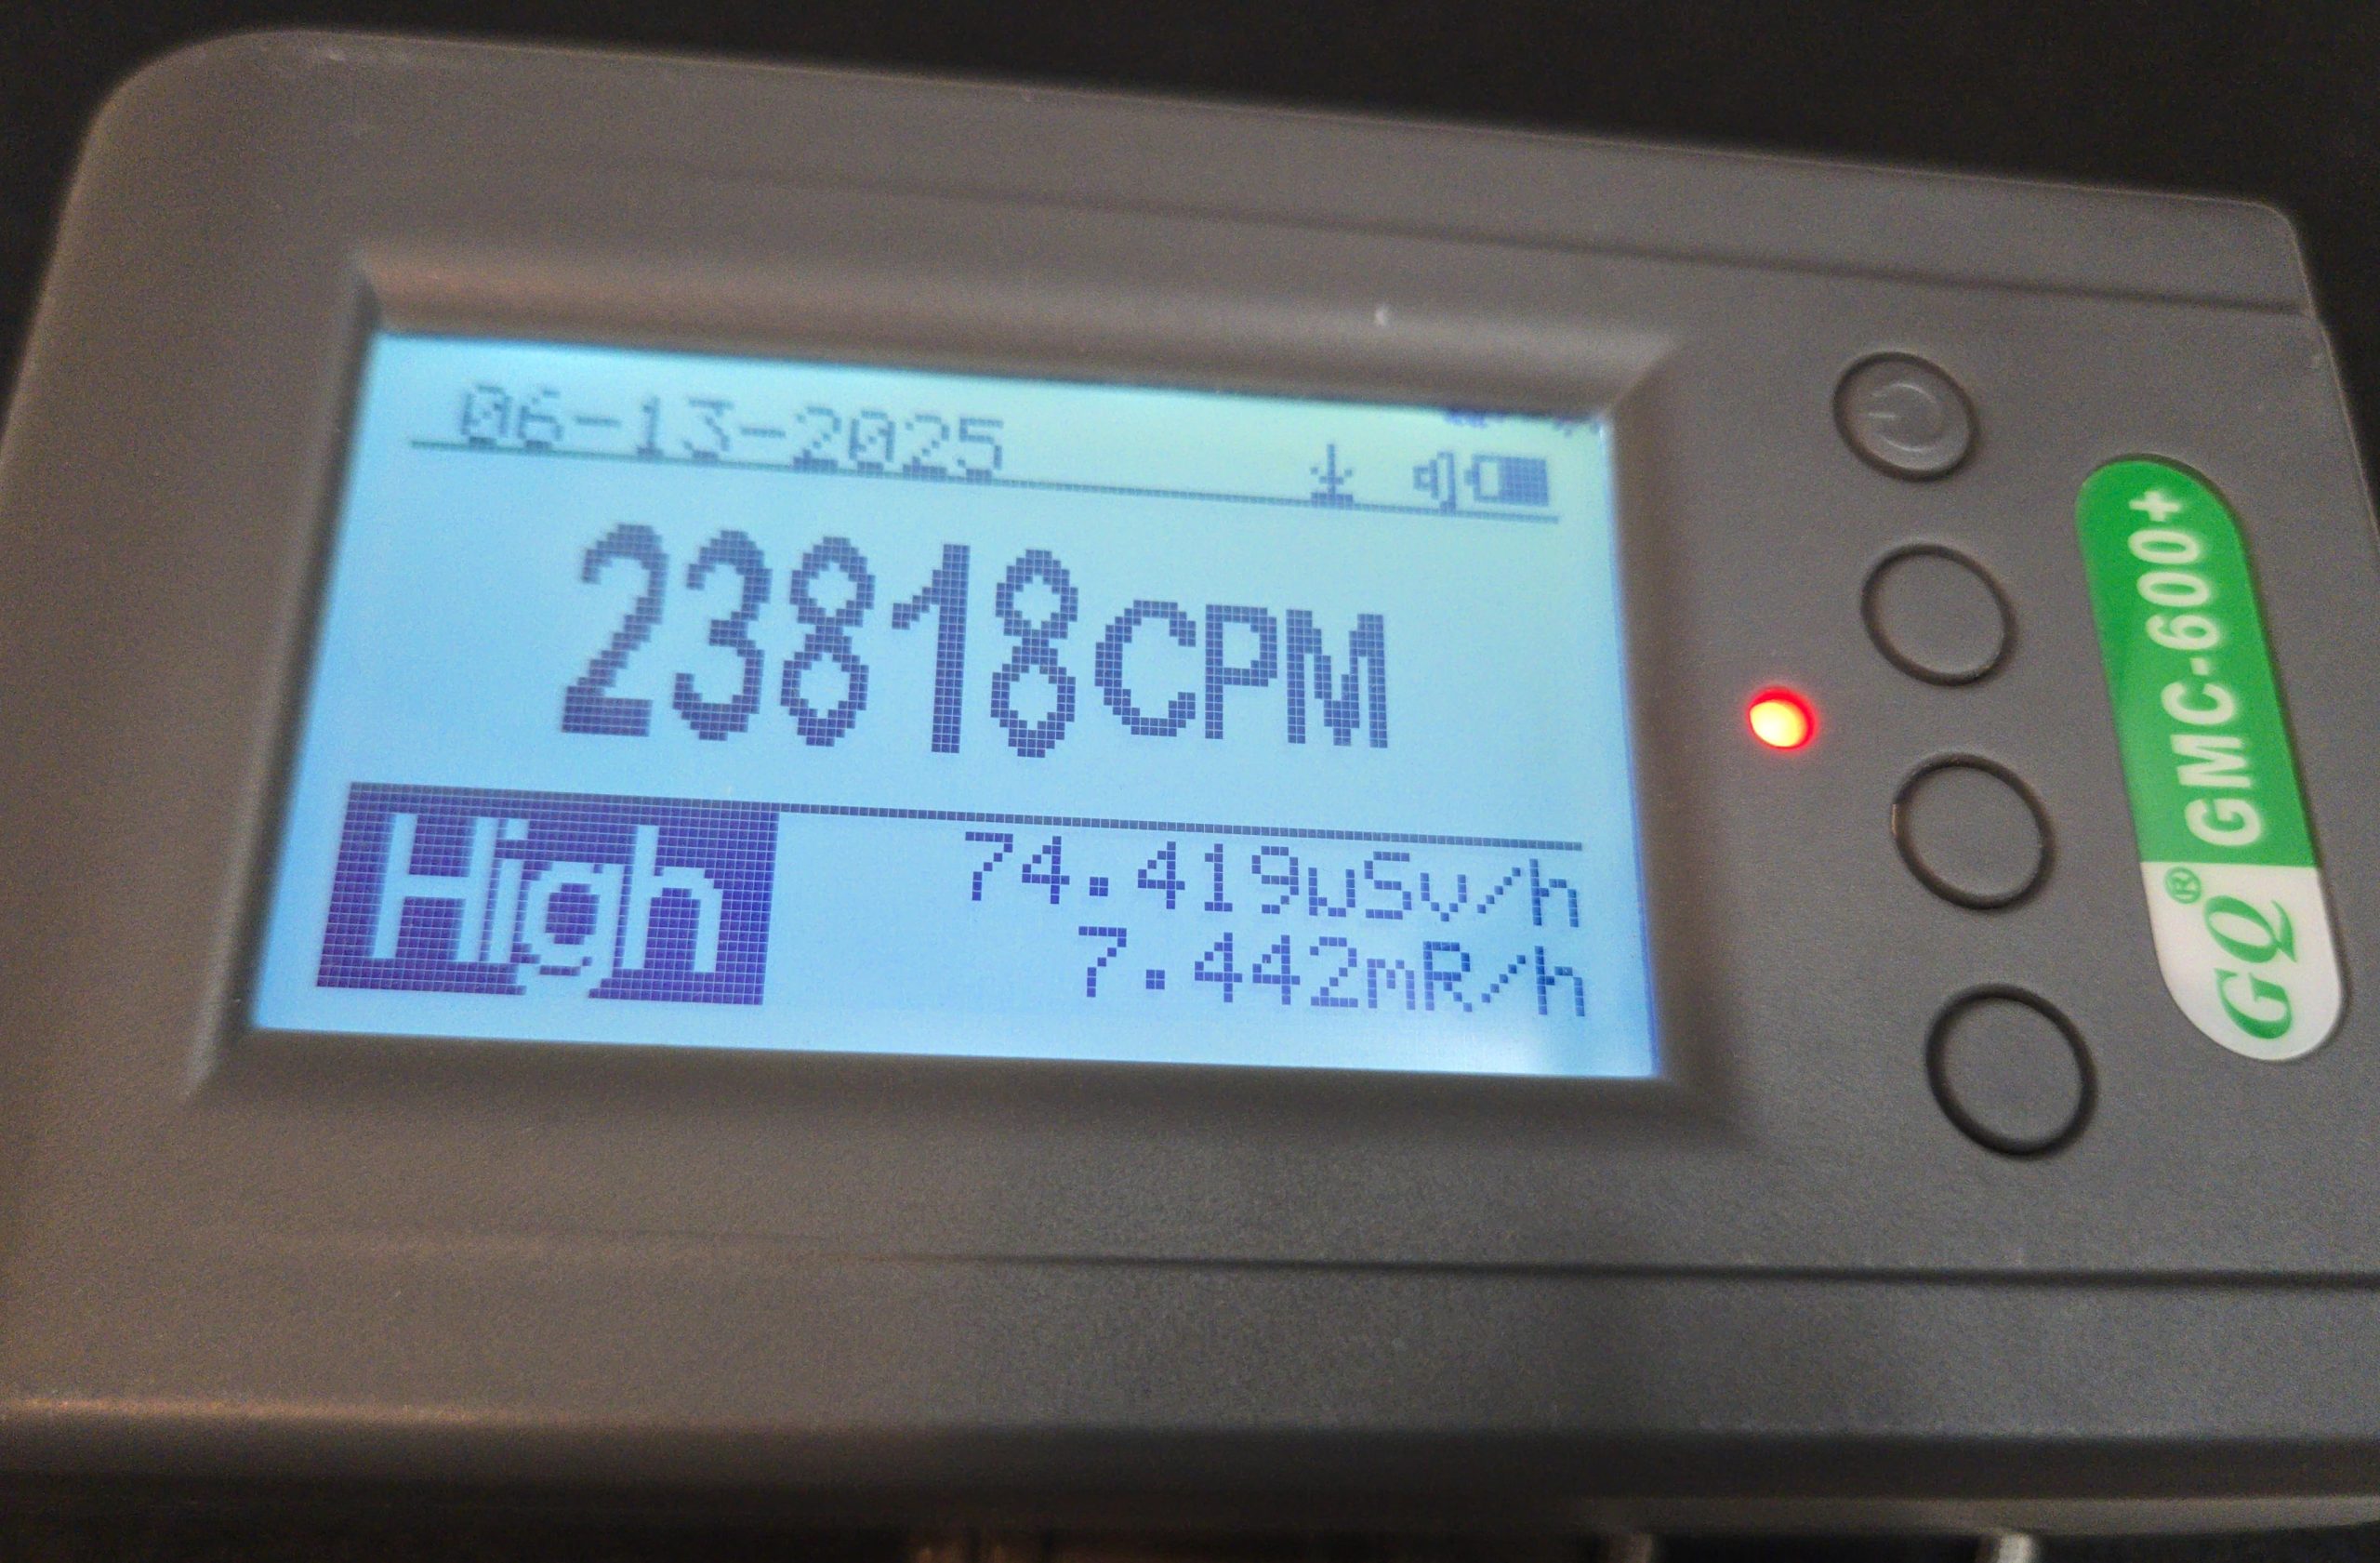 06-13-2025
23818CPM
High
74.419uSv/h
7.442mR/h
GQ® GMC-600+